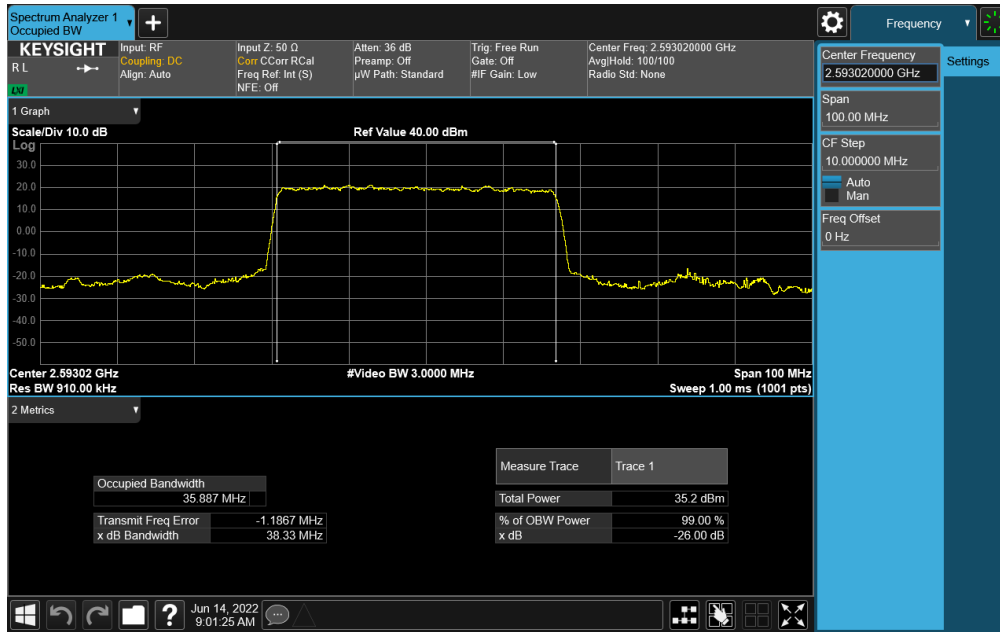 Spectrum Analyzer 1
Occupied BW
KEYSIGHT
R L
LXI
Input: RF
Coupling: DC
Align: Auto
Input Z: 50 Ω
Corr CCorr RCal
Freq Ref: Int (S)
NFE: Off
Atten: 36 dB
Preamp: Off
µW Path: Standard
Trig: Free Run
Gate: Off
#IF Gain: Low
Center Freq: 2.593020000 GHz
Avg|Hold: 100/100
Radio Std: None
1 Graph
Scale/Div 10.0 dB
Ref Value 40.00 dBm
Log
30.0
20.0
10.0
0.00
-10.0
-20.0
-30.0
-40.0
-50.0
Center 2.59302 GHz
#Video BW 3.0000 MHz
Span 100 MHz
Res BW 910.00 kHz
Sweep 1.00 ms (1001 pts)
2 Metrics
Occupied Bandwidth
35.887 MHz
Transmit Freq Error -1.1867 MHz
x dB Bandwidth 38.33 MHz
Measure Trace Trace 1
Total Power 35.2 dBm
% of OBW Power 99.00 %
x dB -26.00 dB
Frequency
Settings
Center Frequency
2.593020000 GHz
Span
100.00 MHz
CF Step
10.000000 MHz
Auto
Man
Freq Offset
0 Hz
?
Jun 14, 2022
9:01:25 AM